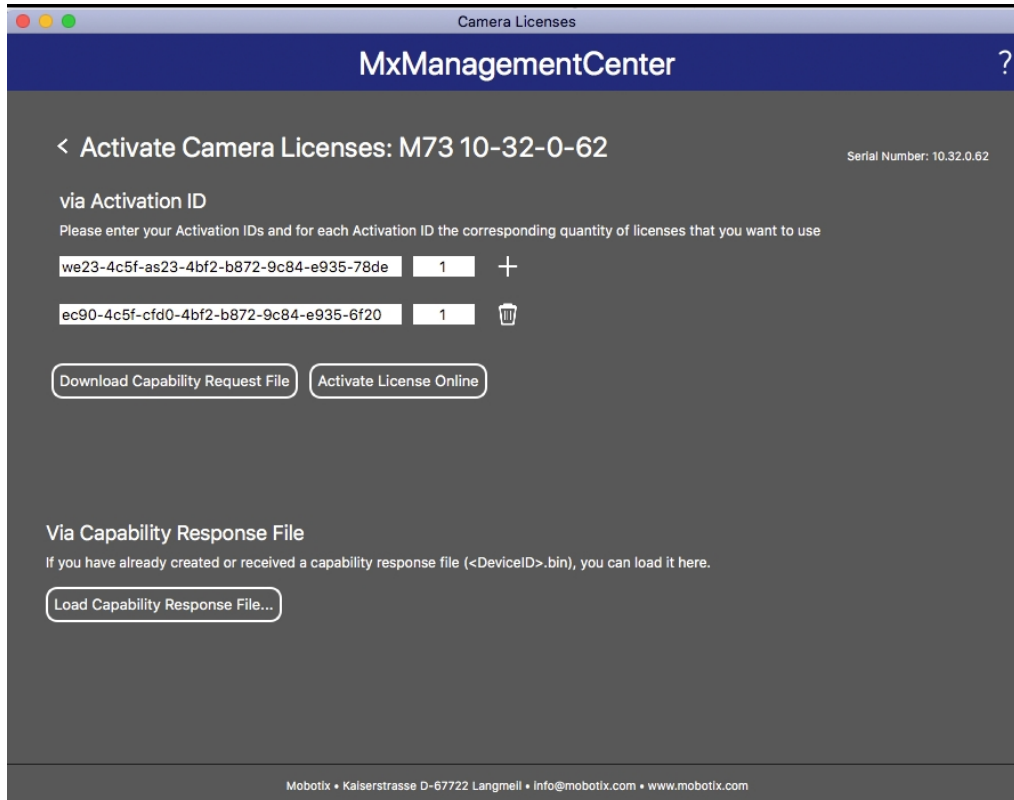 Camera Licenses
MxManagementCenter
?
< Activate Camera Licenses: M73 10-32-0-62
Serial Number: 10.32.0.62
via Activation ID
Please enter your Activation IDs and for each Activation ID the corresponding quantity of licenses that you want to use
we23-4c5f-as23-4bf2-b872-9c84-e935-78de 1 +
ec90-4c5f-cfd0-4bf2-b872-9c84-e935-6f20 1
Download Capability Request File Activate License Online
Via Capability Response File
If you have already created or received a capability response file (<DeviceID>.bin), you can load it here.
Load Capability Response File...
Mobotix • Kaiserstrasse D-67722 Langmeil • info@mobotix.com • www.mobotix.com